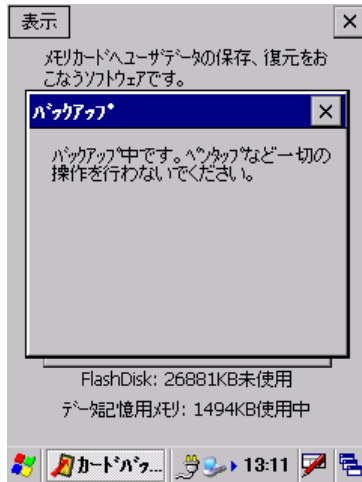 表示
ﾒﾓﾘｶｰﾄﾞへﾕｰｻﾞﾃﾞｰﾀの保存、復元をお
こなうｿﾌﾄｳｪｱです。
ﾊﾞｯｸｱｯﾌﾟ
ﾊﾞｯｸｱｯﾌﾟ中です。ﾍﾟﾝﾀｯﾌﾟなど一切の
操作を行わないでください。
FlashDisk: 26881KB未使用
ﾃﾞｰﾀ記憶用ﾒﾓﾘ: 1494KB使用中
ｶｰﾄﾞﾊﾞｯ...
13:11